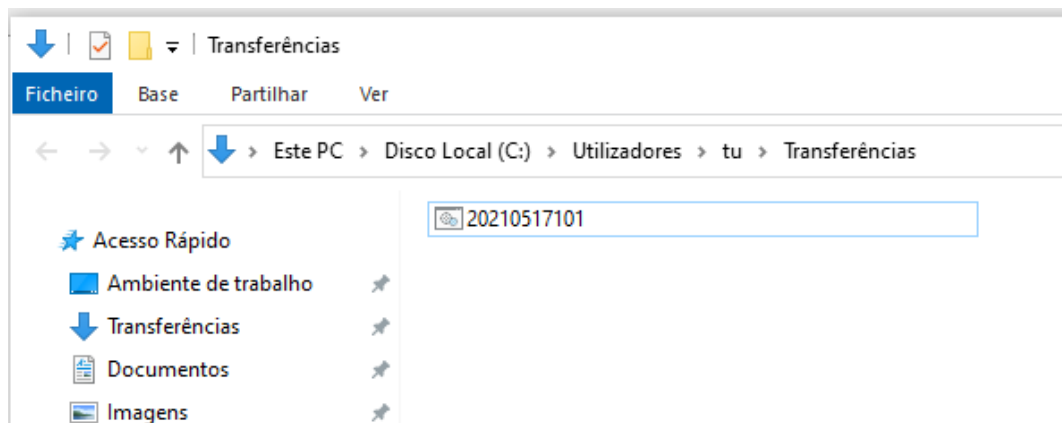 Transferências
Ficheiro Base Partilhar Ver
Este PC > Disco Local (C:) > Utilizadores > tu > Transferências
20210517101
Acesso Rápido
Ambiente de trabalho
Transferências
Documentos
Imagens